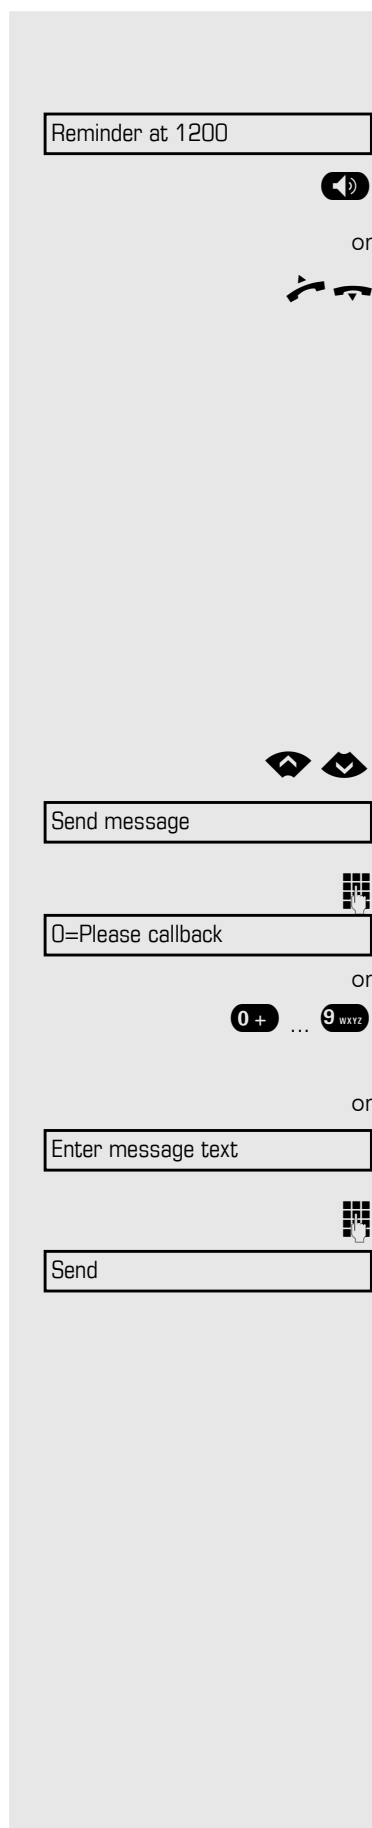 Reminder at 1200
or
Send message
0=Please callback
or
0 + ... 9 WXYZ
or
Enter message text
Send